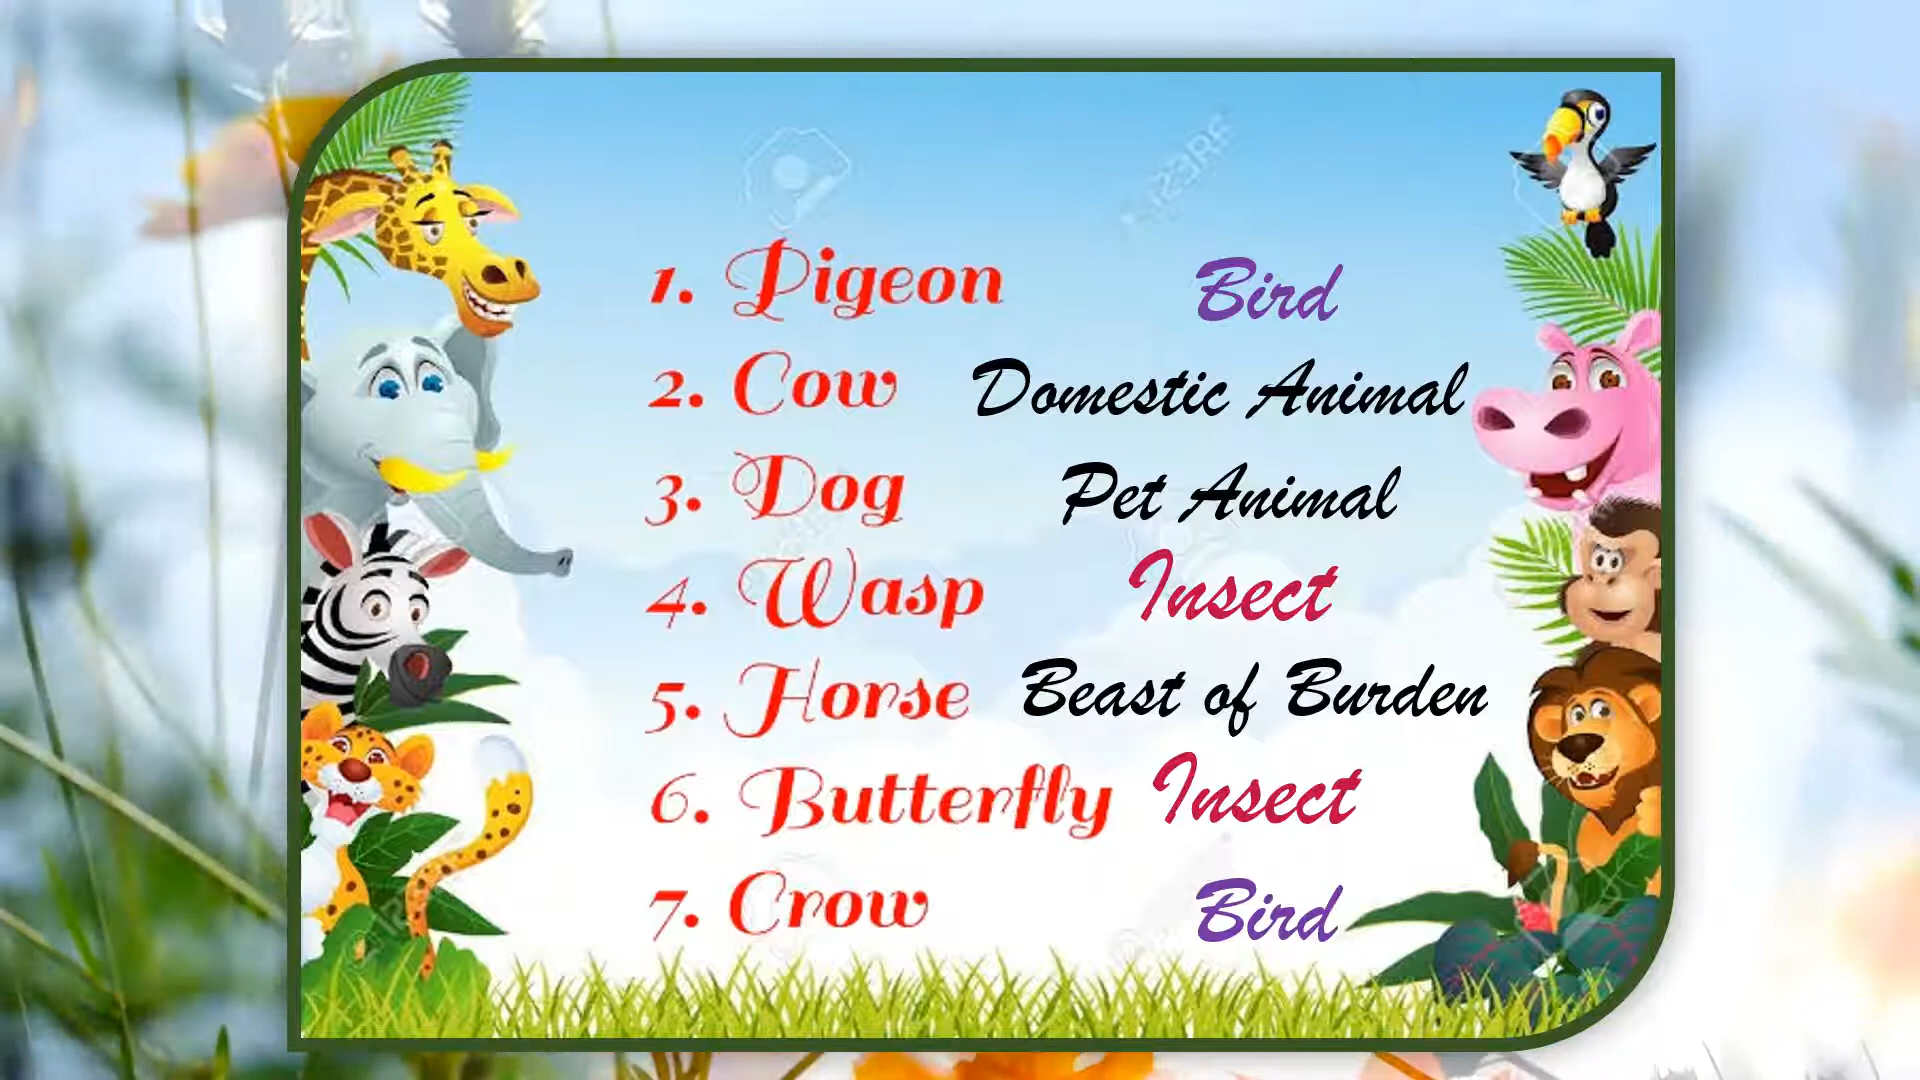 123RF
1. Pigeon Bird
2. Cow Domestic Animal
3. Dog Pet Animal
4. Wasp Insect
5. Horse Beast of Burden
6. Butterfly Insect
7. Crow Bird